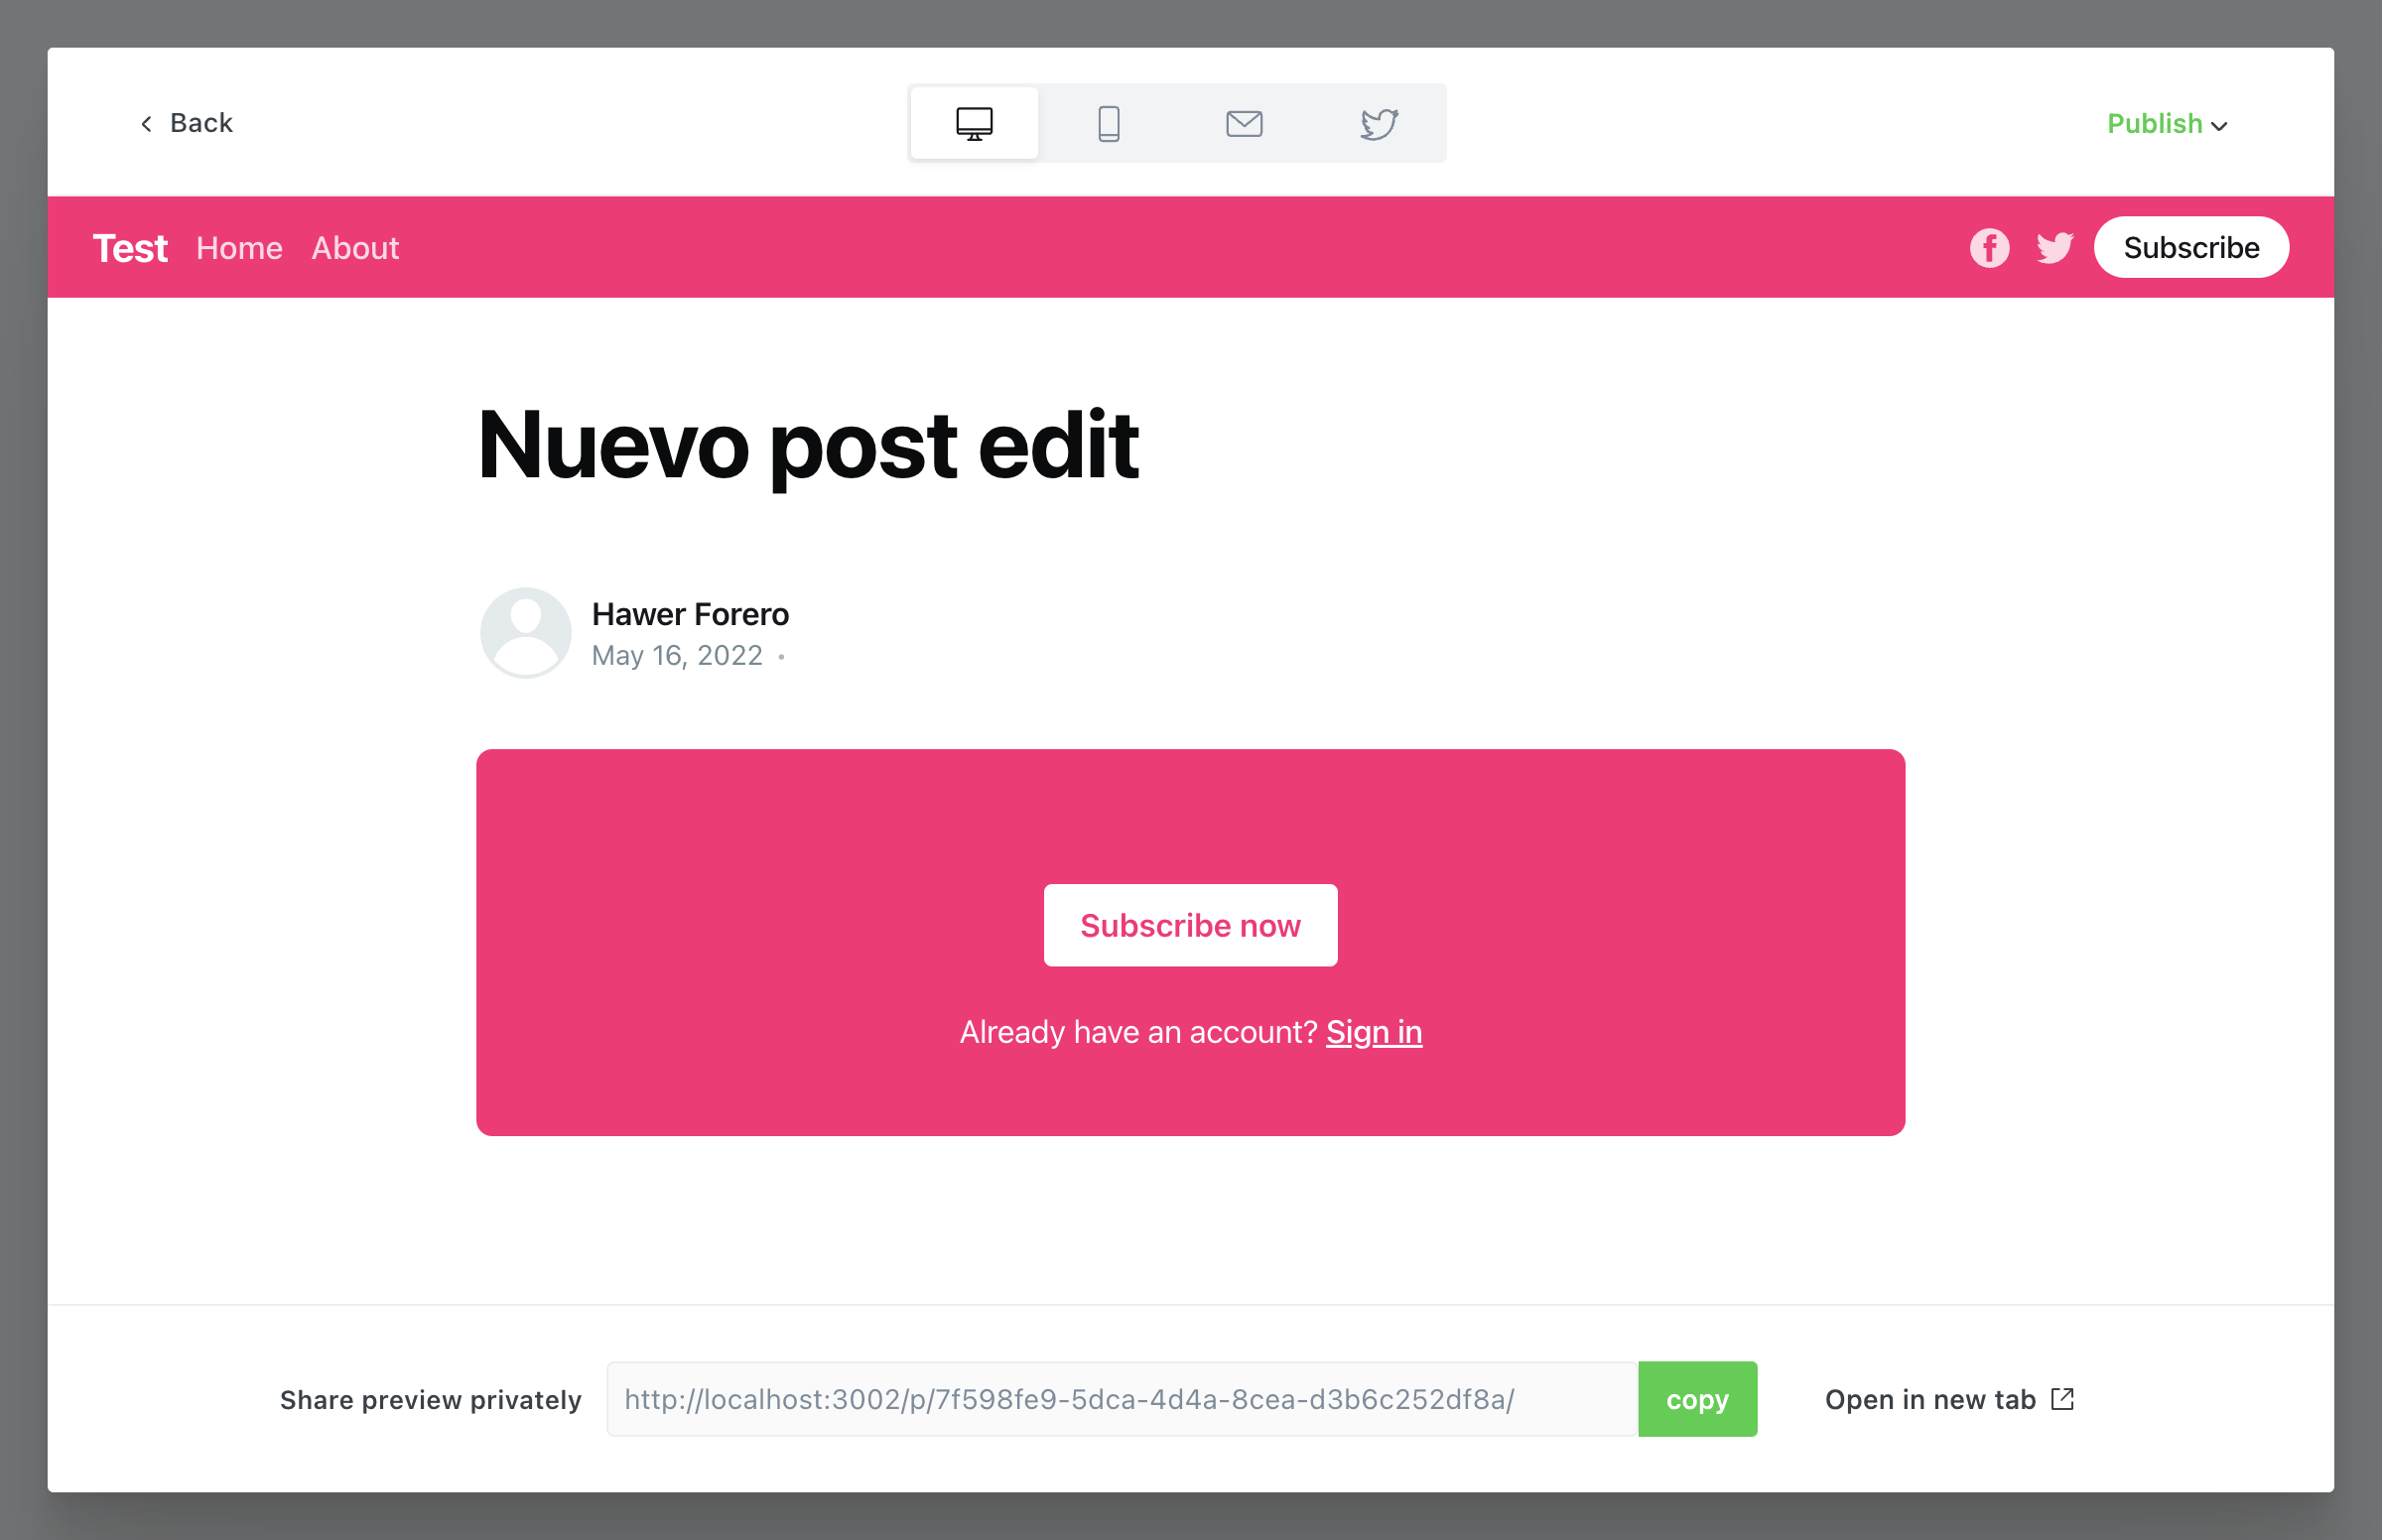 Back
Publish
Test Home About
Subscribe
Nuevo post edit
Hawer Forero
May 16, 2022 •
Subscribe now
Already have an account? Sign in
Share preview privately http://localhost:3002/p/7f598fe9-5dca-4d4a-8cea-d3b6c252df8a/ copy Open in new tab